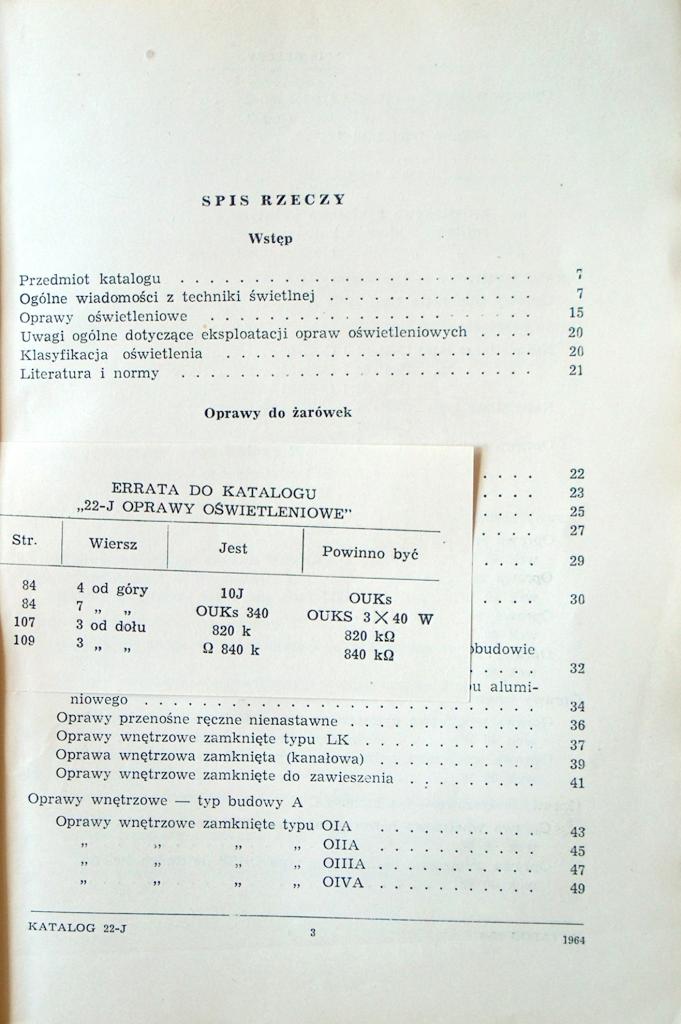 SPIS RZECZY
Wstęp
Przedmiot katalogu . . . . . . . . . . . . . . . . . . . . 7
Ogólne wiadomości z techniki świetlnej . . . . . . . . . . . . 7
Oprawy oświetleniowe . . . . . . . . . . . . . . . . . . 15
Uwagi ogólne dotyczące eksploatacji opraw oświetleniowych . . . . 20
Klasyfikacja oświetlenia . . . . . . . . . . . . . . . . . 20
Literatura i normy . . . . . . . . . . . . . . . . . . . . 21
Oprawy do żarówek
. . . . 22
. . . . 23
. . . . 25
. . . . 27
. . . . 29
. . . . 30
ERRATA DO KATALOGU
„22-J OPRAWY OŚWIETLENIOWE”
Str. Wiersz Jest Powinno być
84 4 od góry 10J OUKs
84 7 „ „ OUKs 340 OUKS 3×40 W
107 3 od dołu 820 k 820 kΩ
109 3 „ „ Ω 840 k 840 kΩ
budowie
. . . . . 32
u alumi-
niowego . . . . . . . . . . . . . . . . . . . . . . . 34
Oprawy przenośne ręczne nienastawne . . . . . . . . . . . 36
Oprawy wnętrzowe zamknięte typu LK . . . . . . . . . . 37
Oprawa wnętrzowa zamknięta (kanałowa) . . . . . . . . . 39
Oprawy wnętrzowe zamknięte do zawieszenia . . . . . . . . 41
Oprawy wnętrzowe — typ budowy A
Oprawy wnętrzowe zamknięte typu OIA . . . . . . . . . . 43
„ „ „ „ OIIA . . . . . . . . . . 45
„ „ „ „ OIIIA . . . . . . . . . . 47
„ „ „ „ OIVA . . . . . . . . . . 49
KATALOG 22-J 3 1964